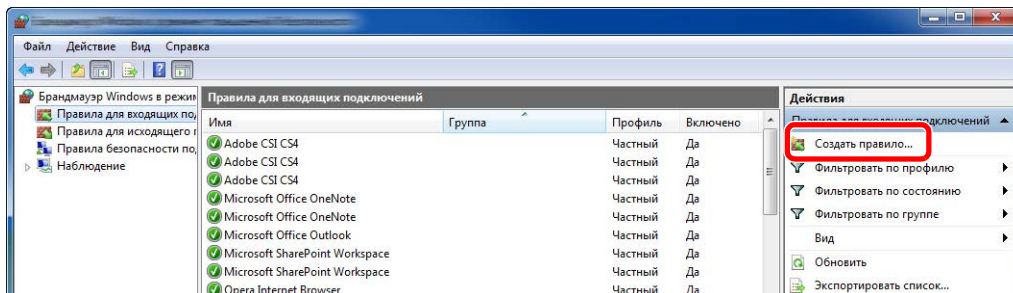 Файл Действие Вид Справка
Брандмауэр Windows в режим
Правила для входящих по
Правила для исходящего г
Правила безопасности по
Наблюдение
Правила для входящих подключений
Имя Группа Профиль Включено
Adobe CSI CS4 Частный Да
Adobe CSI CS4 Частный Да
Adobe CSI CS4 Частный Да
Microsoft Office OneNote Частный Да
Microsoft Office OneNote Частный Да
Microsoft Office Outlook Частный Да
Microsoft SharePoint Workspace Частный Да
Microsoft SharePoint Workspace Частный Да
Opera Internet Browser Частный Да
Действия
Правила для входящих подключений
Создать правило...
Фильтровать по профилю
Фильтровать по состоянию
Фильтровать по группе
Вид
Обновить
Экспортировать список...